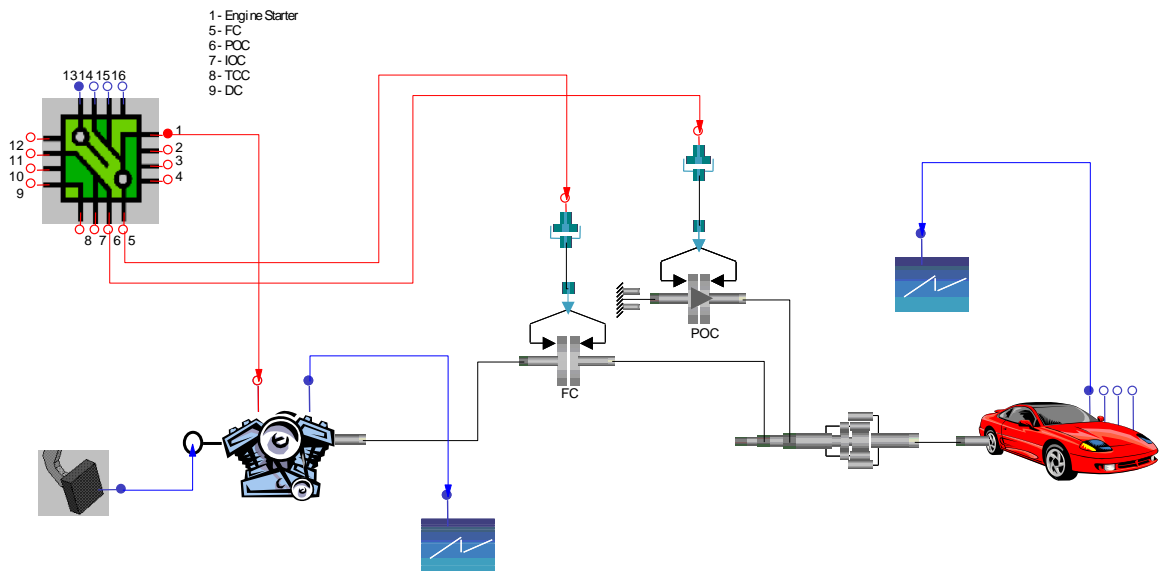 1 - Engine Starter
5 - FC
6 - POC
7 - IOC
8 - TCC
9 - DC
13 14 15 16
1
12
2
11
3
10
4
9
8 7 6 5
POC
FC